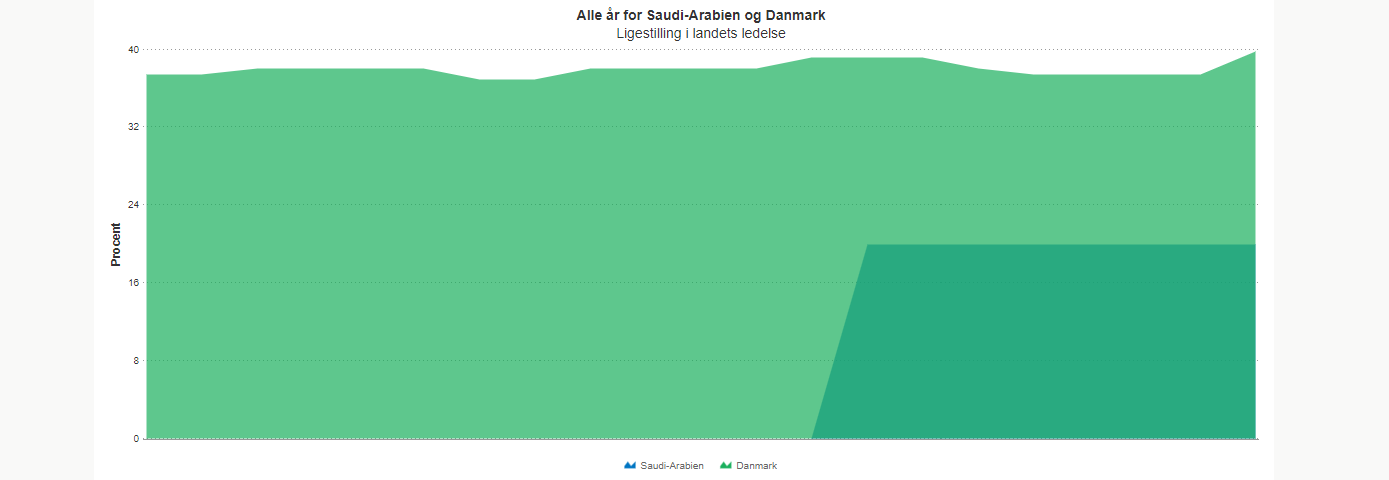 Alle år for Saudi-Arabien og Danmark
Ligestilling i landets ledelse
40
32
24
16
8
0
Procent
Saudi-Arabien
Danmark